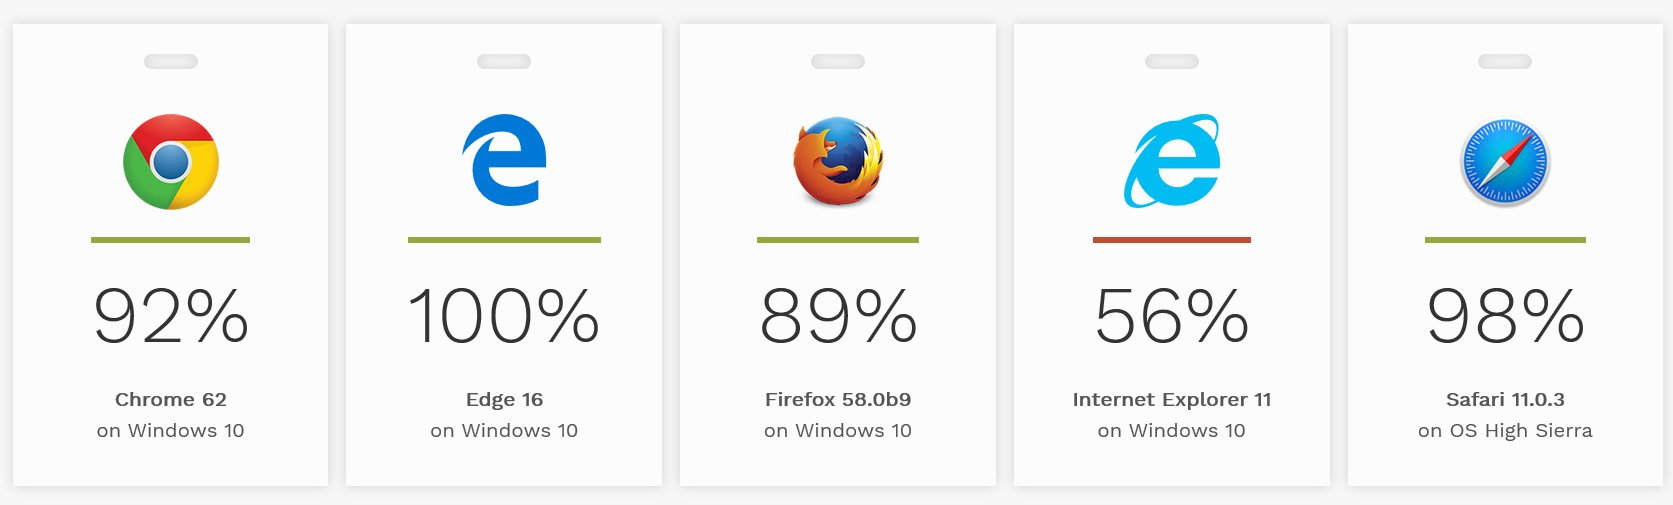 92%
Chrome 62
on Windows 10
100%
Edge 16
on Windows 10
89%
Firefox 58.0b9
on Windows 10
56%
Internet Explorer 11
on Windows 10
98%
Safari 11.0.3
on OS High Sierra